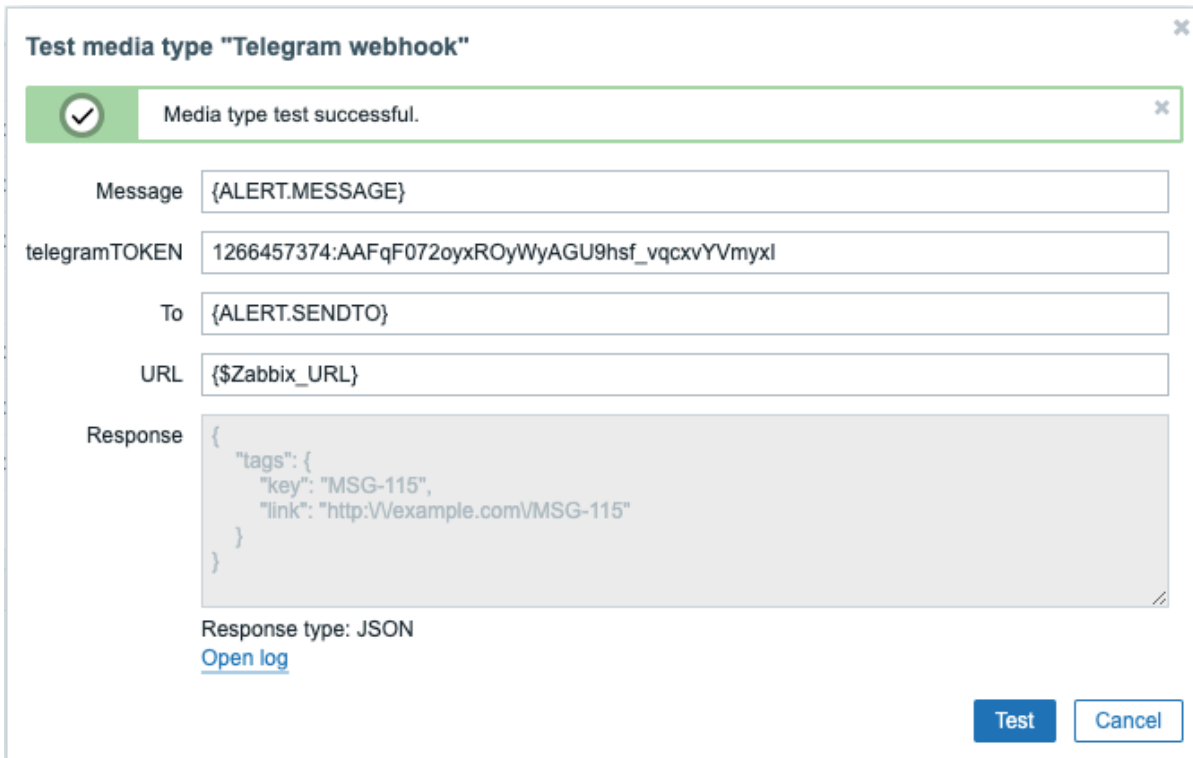 Test media type "Telegram webhook"
Media type test successful.
Message {ALERT.MESSAGE}
telegramTOKEN 1266457374:AAFqF072oyxROyWyAGU9hsf_vqcxvYVmyxI
To {ALERT.SENDTO}
URL {$Zabbix_URL}
Response {
"tags": {
"key": "MSG-115",
"link": "http:\/\/example.com\/MSG-115"
}
}
Response type: JSON
Open log
Test Cancel